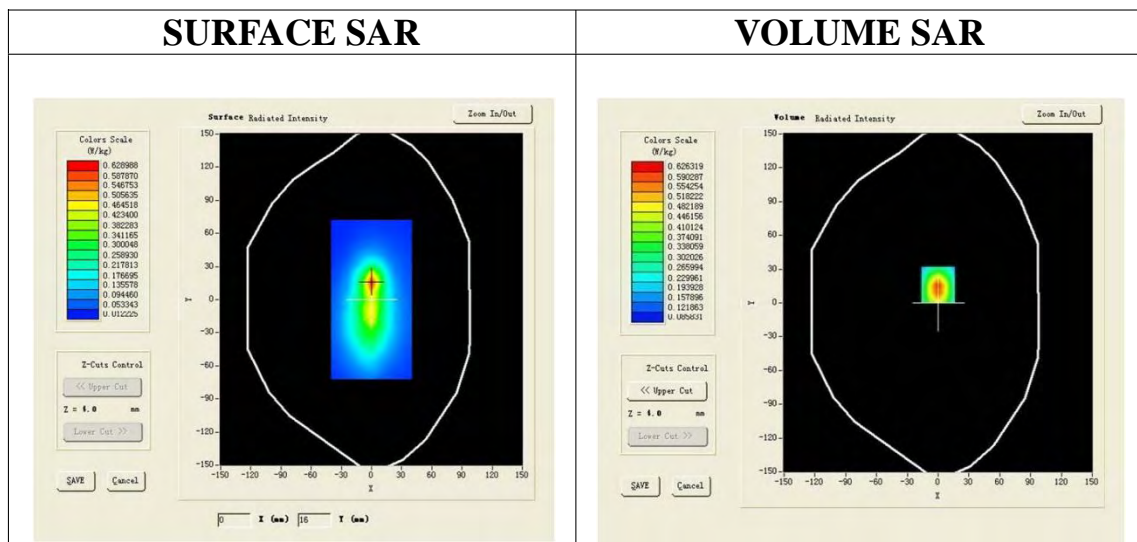 SURFACE SAR
VOLUME SAR
Surface Radiated Intensity
Zoom In/Out
Colors Scale
(W/kg)
0.628988
0.587870
0.546753
0.505635
0.464518
0.423400
0.382283
0.341165
0.300048
0.258930
0.217813
0.176695
0.135578
0.094460
0.053343
0.012225
150
120
90
60
30
0
-30
-60
-90
-120
-150
Y
-150 -120 -90 -60 -30 0 30 60 90 120 150
X
Z-Cuts Control
<< Upper Cut
Z = 4.0 mm
Lower Cut >>
SAVE Cancel
0 X (mm) 16 Y (mm)
Volume Radiated Intensity
Zoom In/Out
Colors Scale
(W/kg)
0.626319
0.590287
0.554254
0.518222
0.482189
0.446156
0.410124
0.374091
0.338059
0.302026
0.265994
0.229961
0.193928
0.157896
0.121863
0.085831
150
120
90
60
30
0
-30
-60
-90
-120
-150
Y
-150 -120 -90 -60 -30 0 30 60 90 120 150
X
Z-Cuts Control
<< Upper Cut
Z = 4.0 mm
Lower Cut >>
SAVE Cancel